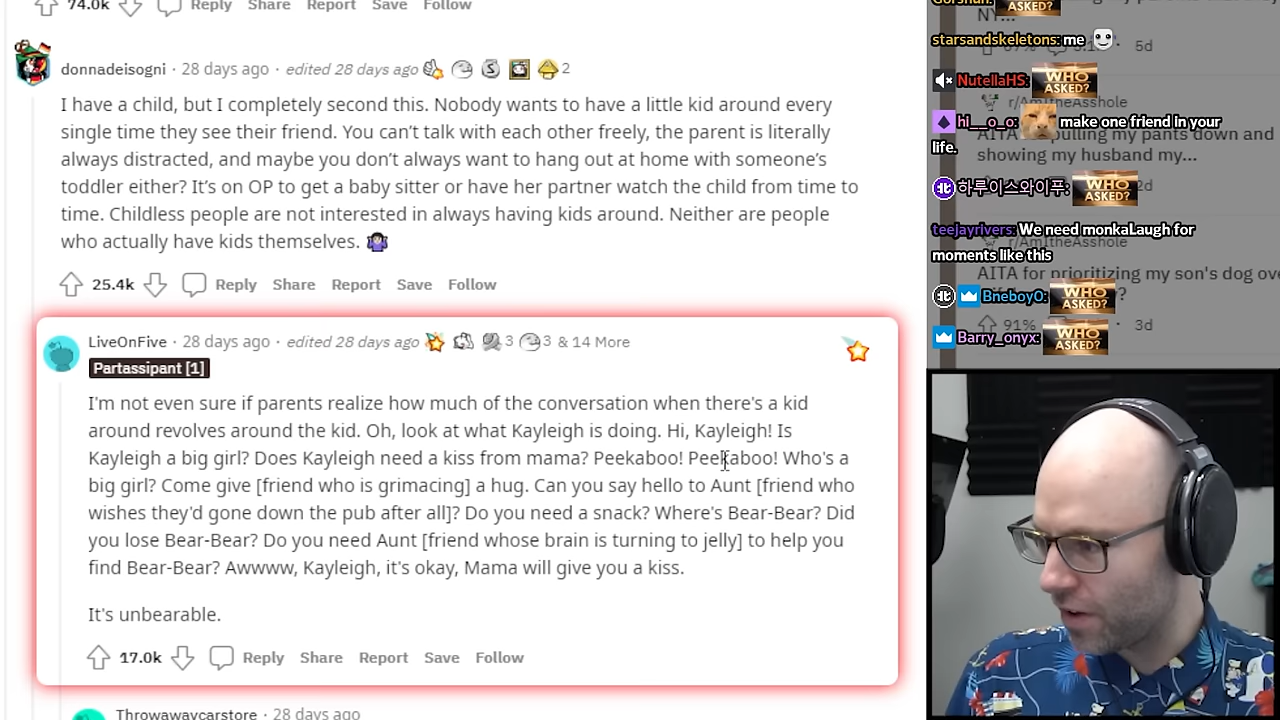 74.0k Reply Share Report Save Follow
donnadeisogni · 28 days ago · edited 28 days ago 2
I have a child, but I completely second this. Nobody wants to have a little kid around every
single time they see their friend. You can't talk with each other freely, the parent is literally
always distracted, and maybe you don't always want to hang out at home with someone's
toddler either? It's on OP to get a baby sitter or have her partner watch the child from time to
time. Childless people are not interested in always having kids around. Neither are people
who actually have kids themselves.
25.4k Reply Share Report Save Follow
LiveOnFive · 28 days ago · edited 28 days ago 3 3 & 14 More
Partassipant [1]
I'm not even sure if parents realize how much of the conversation when there's a kid
around revolves around the kid. Oh, look at what Kayleigh is doing. Hi, Kayleigh! Is
Kayleigh a big girl? Does Kayleigh need a kiss from mama? Peekaboo! Peekaboo! Who's a
big girl? Come give [friend who is grimacing] a hug. Can you say hello to Aunt [friend who
wishes they'd gone down the pub after all]? Do you need a snack? Where's Bear-Bear? Did
you lose Bear-Bear? Do you need Aunt [friend whose brain is turning to jelly] to help you
find Bear-Bear? Awwww, Kayleigh, it's okay, Mama will give you a kiss.
It's unbearable.
17.0k Reply Share Report Save Follow
Throwawaycarstore · 28 days ago
ASKED?
NY...
starsandskeletons: me
5d
NutellaHS: WHO ASKED?
r/AmItheAsshole
hi__o_o: make one friend in your
life.
pulling my pants down and
showing my husband my...
하루이스와이푸: WHO ASKED?
2d
teejayrivers: We need monkaLaugh for
moments like this
r/AmItheAsshole
AITA for prioritizing my son's dog ov
BneboyO: WHO ASKED?
?
91% 3d
Barry_onyx: WHO ASKED?